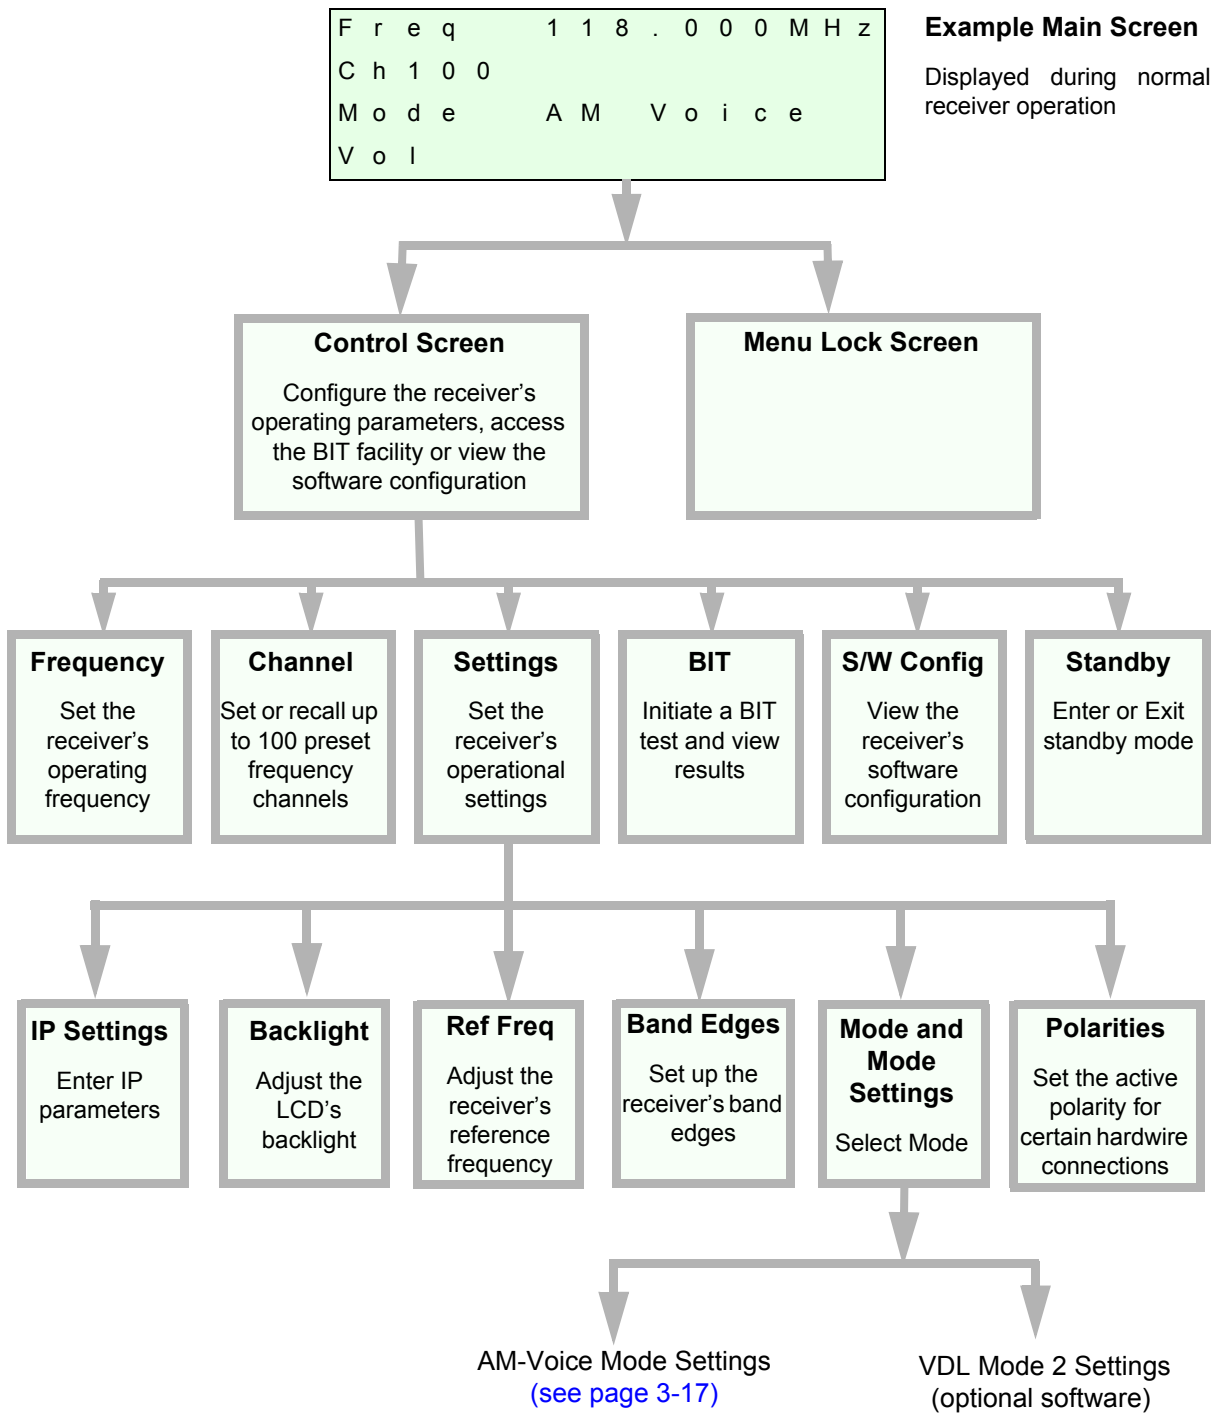 Freq 118.000MHz
Ch100
Mode AM Voice
Vol
Example Main Screen
Displayed during normal
receiver operation
Control Screen
Configure the receiver's
operating parameters, access
the BIT facility or view the
software configuration
Menu Lock Screen
Frequency
Set the
receiver's
operating
frequency
Channel
Set or recall up
to 100 preset
frequency
channels
Settings
Set the
receiver's
operational
settings
BIT
Initiate a BIT
test and view
results
S/W Config
View the
receiver's
software
configuration
Standby
Enter or Exit
standby mode
IP Settings
Enter IP
parameters
Backlight
Adjust the
LCD's
backlight
Ref Freq
Adjust the
receiver's
reference
frequency
Band Edges
Set up the
receiver's band
edges
Mode and
Mode
Settings
Select Mode
Polarities
Set the active
polarity for
certain hardwire
connections
AM-Voice Mode Settings
(see page 3-17)
VDL Mode 2 Settings
(optional software)